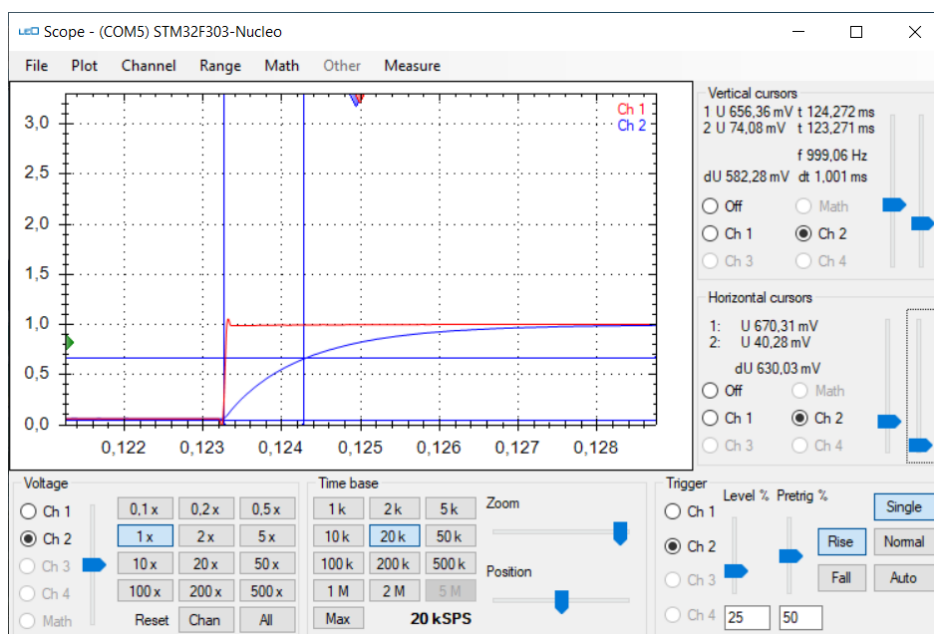 LEO Scope - (COM5) STM32F303-Nucleo
File Plot Channel Range Math Other Measure
Ch 1
Ch 2
3,0
2,5
2,0
1,5
1,0
0,5
0,0
0,122 0,123 0,124 0,125 0,126 0,127 0,128
Vertical cursors
1 U 656,36 mV t 124,272 ms
2 U 74,08 mV t 123,271 ms
f 999,06 Hz
dU 582,28 mV dt 1,001 ms
Off Math
Ch 1 Ch 2
Ch 3 Ch 4
Horizontal cursors
1: U 670,31 mV
2: U 40,28 mV
dU 630,03 mV
Off Math
Ch 1 Ch 2
Ch 3 Ch 4
Voltage
Ch 1
Ch 2
Ch 3
Ch 4
Math
0,1 x 0,2 x 0,5 x
1 x 2 x 5 x
10 x 20 x 50 x
100 x 200 x 500 x
Reset Chan All
Time base
1 k 2 k 5 k
10 k 20 k 50 k
100 k 200 k 500 k
1 M 2 M 5 M
Max 20 kSPS
Zoom
Position
Trigger
Ch 1
Ch 2
Ch 3
Ch 4
Level % Pretrig %
25 50
Single
Rise Normal
Fall Auto